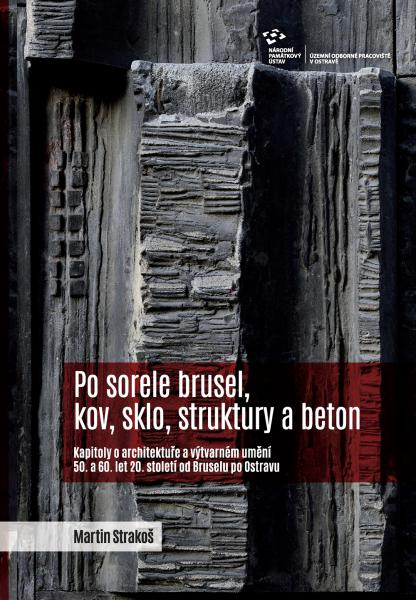 NÁRODNÍ
PAMÁTKOVÝ
ÚSTAV
ÚZEMNÍ ODBORNÉ PRACOVIŠTĚ
V OSTRAVĚ
Po sorele brusel,
kov, sklo, struktury a beton
Kapitoly o architektuře a výtvarném umění
50. a 60. let 20. století od Bruselu po Ostravu
Martin Strakoš